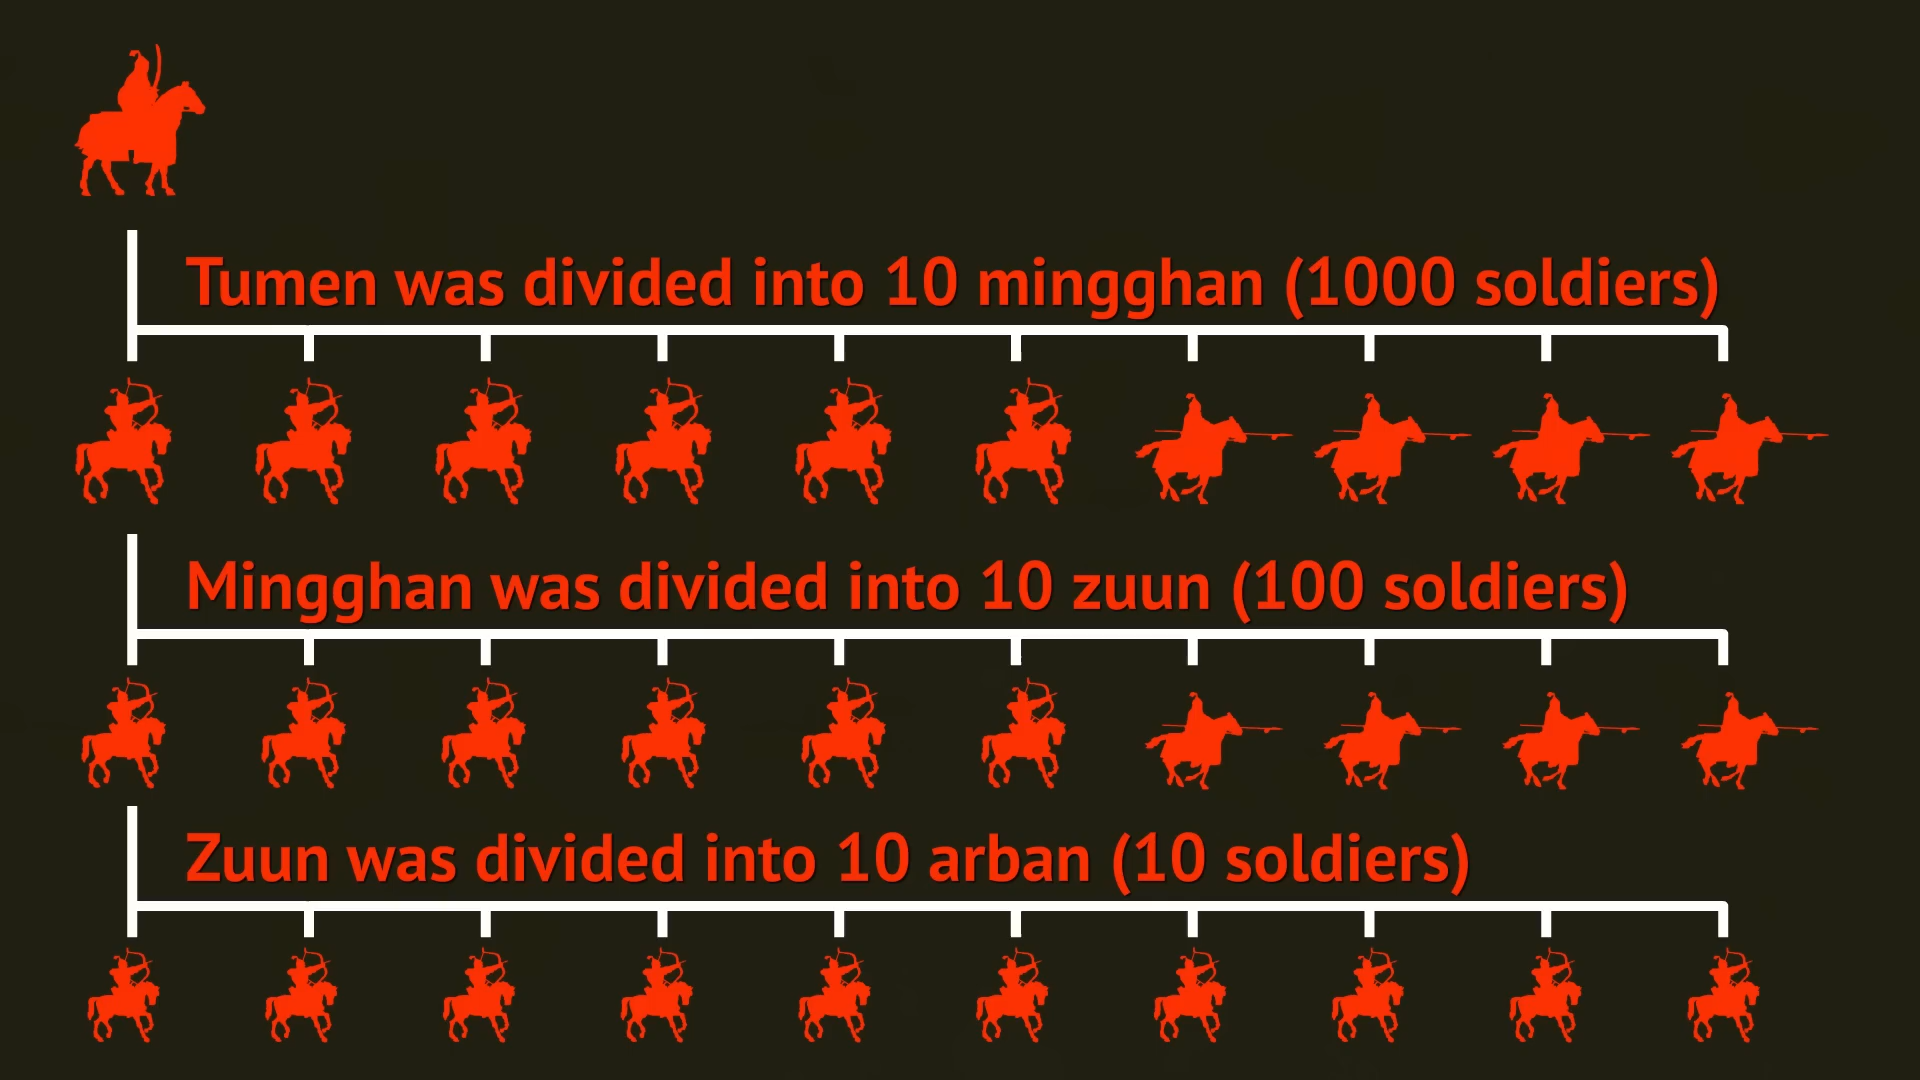 Tumen was divided into 10 mingghan (1000 soldiers)
Mingghan was divided into 10 zuun (100 soldiers)
Zuun was divided into 10 arban (10 soldiers)